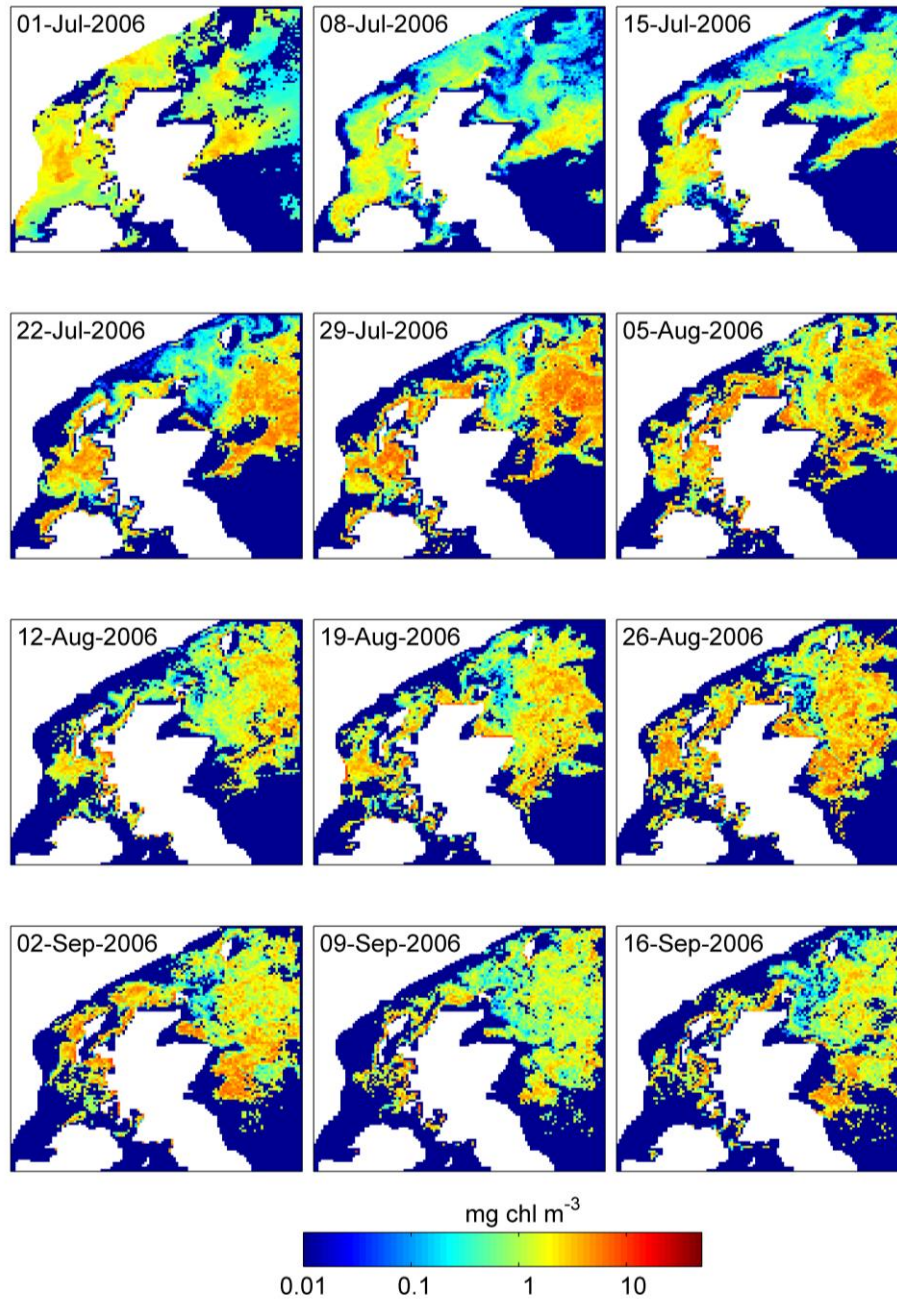 01-Jul-2006 08-Jul-2006 15-Jul-2006
22-Jul-2006 29-Jul-2006 05-Aug-2006
12-Aug-2006 19-Aug-2006 26-Aug-2006
02-Sep-2006 09-Sep-2006 16-Sep-2006
mg chl m⁻³
0.01 0.1 1 10